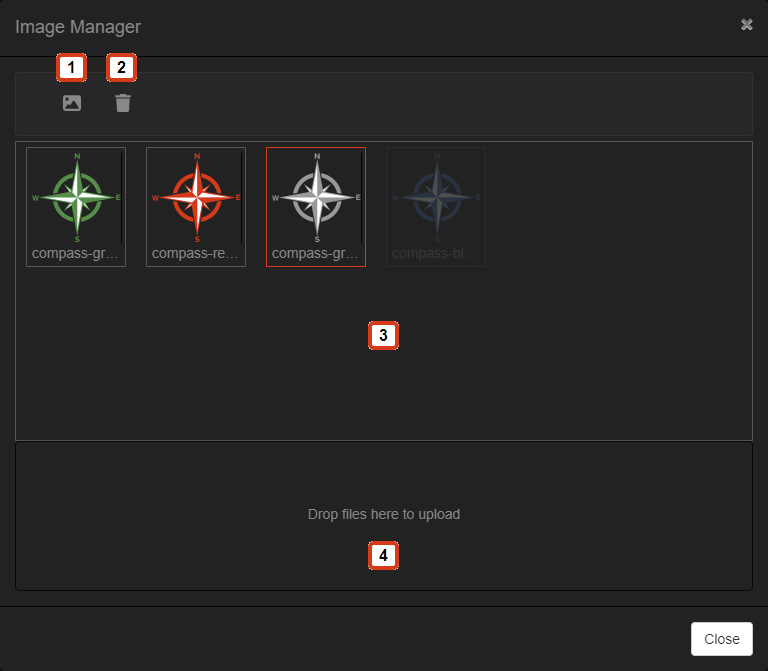 Image Manager
1 2
N N N N
W E W E W E W E
S S S S
compass-gr... compass-re... compass-gr... compass-bl...
3
Drop files here to upload
4
Close